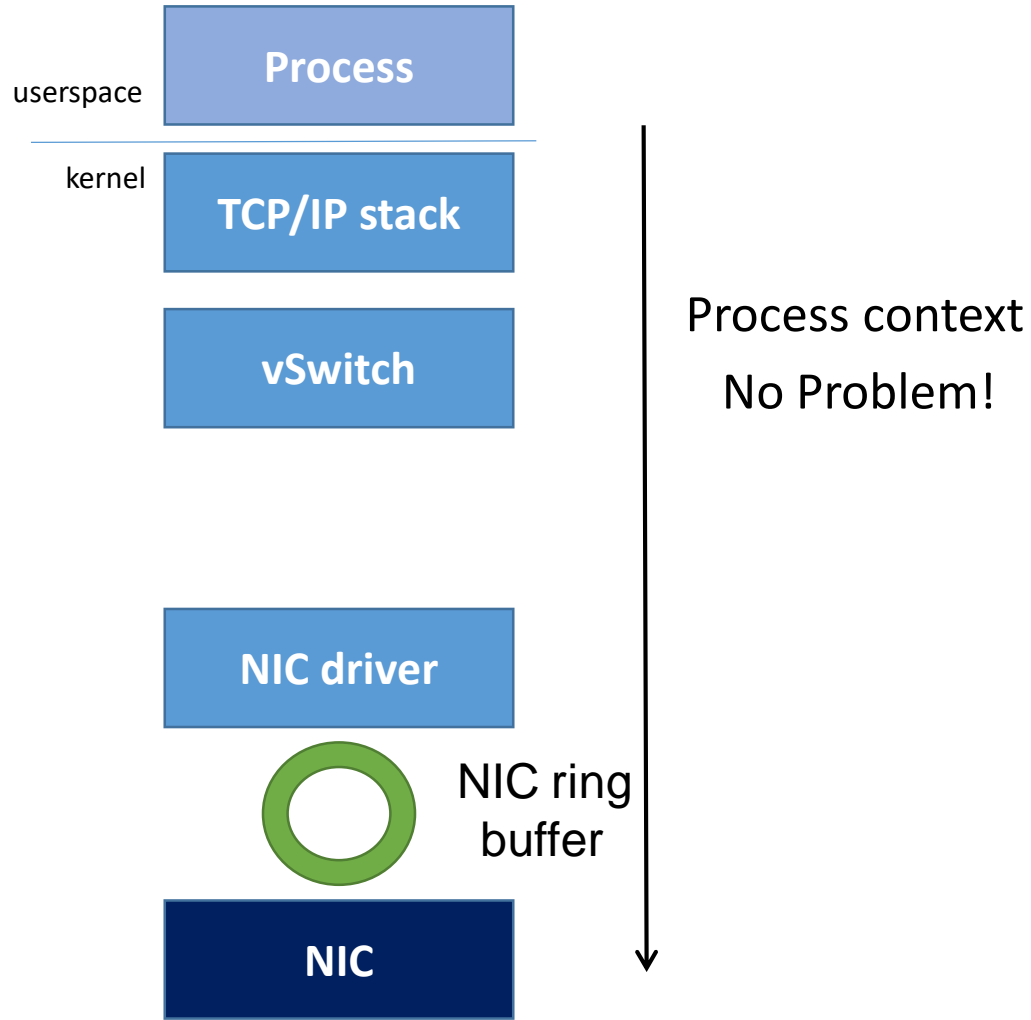 Process
userspace
kernel
TCP/IP stack
Process context
No Problem!
vSwitch
NIC driver
NIC ring
buffer
NIC